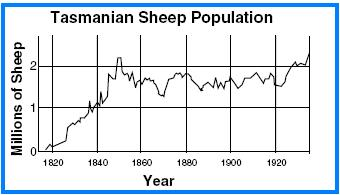 Tasmanian Sheep Population
Millions of Sheep
2
1
0
1820 1840 1860 1880 1900 1920
Year